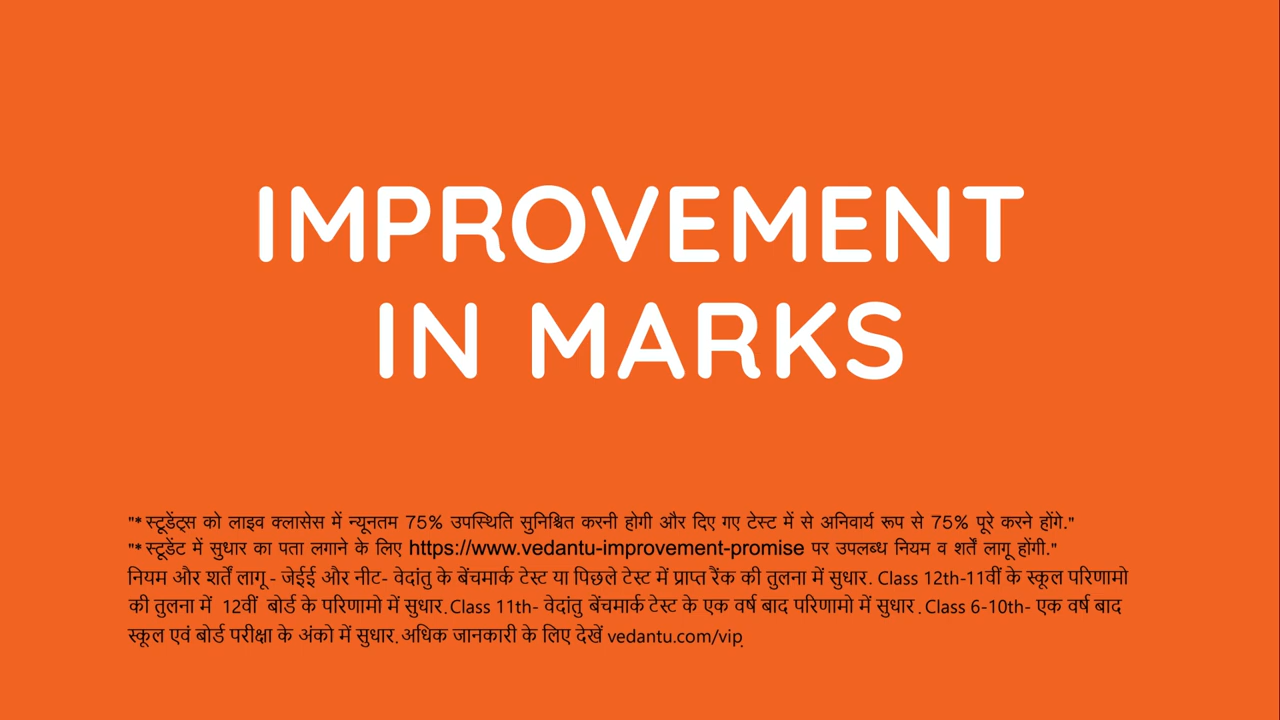 IMPROVEMENT
IN MARKS
"* स्टूडेंट्स को लाइव क्लासेस में न्यूनतम 75% उपस्थिति सुनिश्चित करनी होगी और दिए गए टेस्ट में से अनिवार्य रूप से 75% पूरे करने होंगे."
"* स्टूडेंट में सुधार का पता लगाने के लिए https://www.vedantu-improvement-promise पर उपलब्ध नियम व शर्तें लागू होंगी."
नियम और शर्तें लागू - जेईई और नीट- वेदांतु के बेंचमार्क टेस्ट या पिछले टेस्ट में प्राप्त रैंक की तुलना में सुधार. Class 12th-11वीं के स्कूल परिणामो
की तुलना में 12वीं बोर्ड के परिणामो में सुधार. Class 11th- वेदांतु बेंचमार्क टेस्ट के एक वर्ष बाद परिणामो में सुधार . Class 6-10th- एक वर्ष बाद
स्कूल एवं बोर्ड परीक्षा के अंको में सुधार. अधिक जानकारी के लिए देखें vedantu.com/vip.